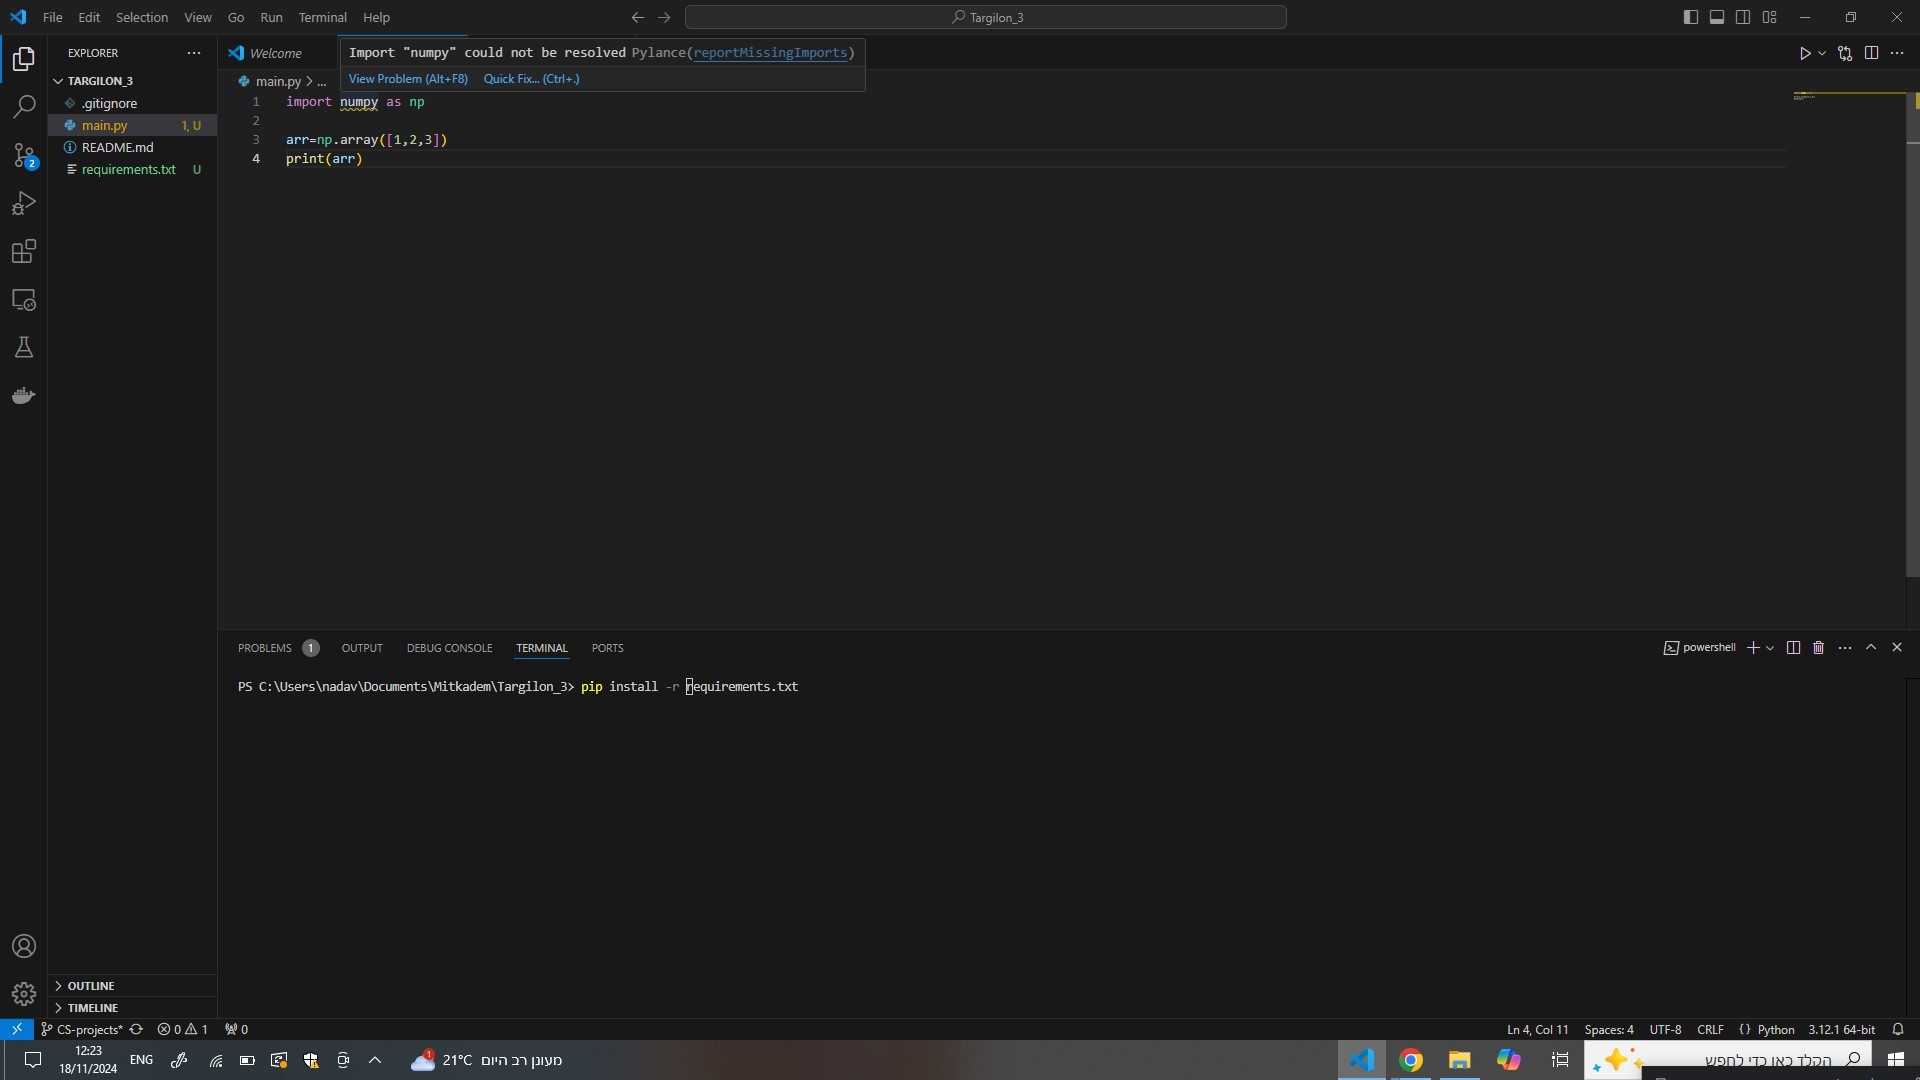 File Edit Selection View Go Run Terminal Help
Targilon_3
EXPLORER
Welcome
Import "numpy" could not be resolved Pylance(reportMissingImports)
View Problem (Alt+F8) Quick Fix... (Ctrl+.)
TARGILON_3
.gitignore
main.py 1, U
README.md
requirements.txt U
main.py > ...
1 import numpy as np
2
3 arr=np.array([1,2,3])
4 print(arr)
PROBLEMS 1 OUTPUT DEBUG CONSOLE TERMINAL PORTS
powershell
PS C:\Users\nadav\Documents\Mitkadem\Targilon_3> pip install -r requirements.txt
OUTLINE
TIMELINE
2
CS-projects* 0 1 0
Ln 4, Col 11 Spaces: 4 UTF-8 CRLF {} Python 3.12.1 64-bit
12:23
18/11/2024
ENG
1
21°C מעונן רב היום
הקלד כאן כדי לחפש